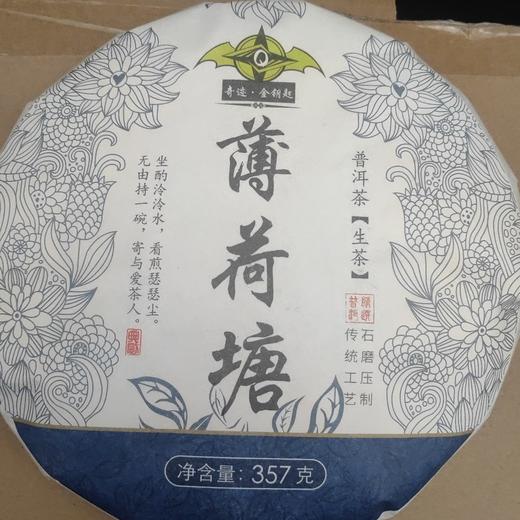 Q
奇迹·金钥匙
薄荷塘
普洱茶【生茶】
石磨压制
传统工艺
坐酌泠泠水,看煎瑟瑟尘。
无由持一碗,寄与爱茶人。
净含量:357克